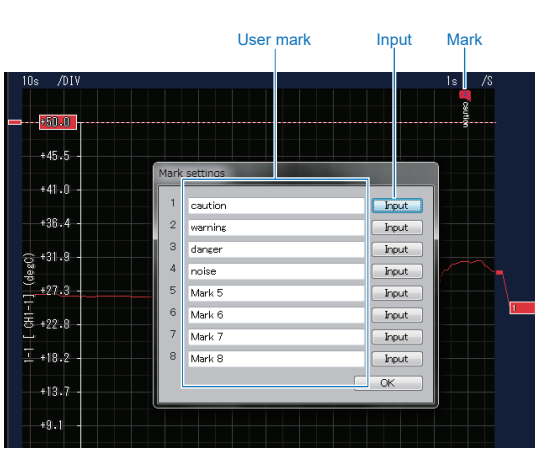 User mark Input Mark
10s /DIV 1s /S
caution
+50.0
+45.5
+41.0
+36.4
+31.9
+27.3
+22.8
+18.2
+13.7
+9.1
1-1 [ CH1-1] (degC)
1
Mark settings
1 caution Input
2 warning Input
3 danger Input
4 noise Input
5 Mark 5 Input
6 Mark 6 Input
7 Mark 7 Input
8 Mark 8 Input
OK